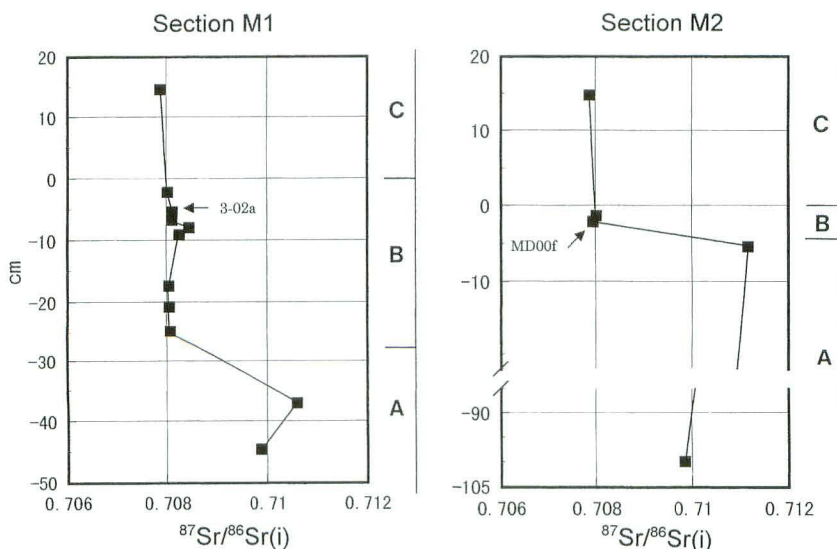 Section M1
20
10
0
-10
-20
-30
-40
-50
cm
3-02a
C
B
A
0.706
0.708
0.71
0.712
⁸⁷Sr/⁸⁶Sr(i)
Section M2
20
10
0
-10
-90
-105
MD00f
C
B
A
0.706
0.708
0.71
0.712
⁸⁷Sr/⁸⁶Sr(i)